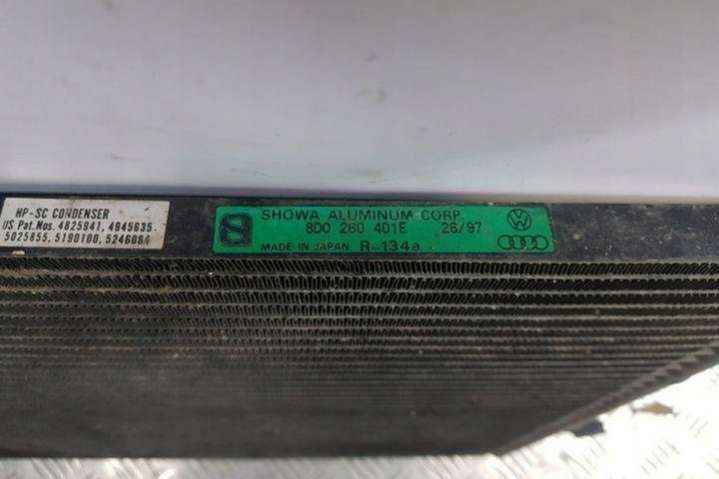 HP-SC CONDENSER
US Pat.Nos. 4825941, 4945635
5025855, 5190100, 5246064
S SHOWA ALUMINUM CORP.
8D0 260 401E 26/97
MADE IN JAPAN R-134a